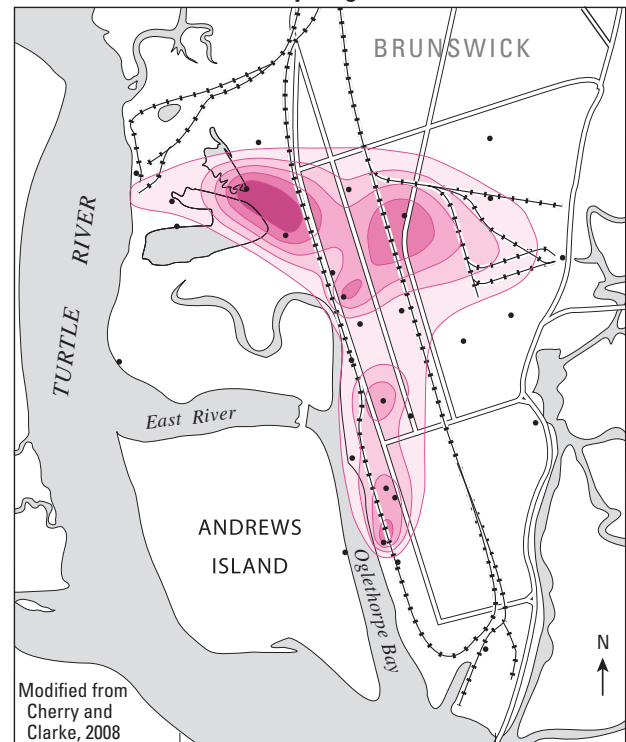 BRUNSWICK
TURTLE RIVER
East River
ANDREWS
ISLAND
Oglethorpe Bay
N
Modified from
Cherry and
Clarke, 2008